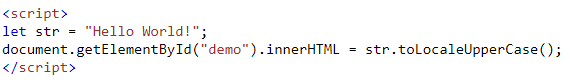 <script>
let str = "Hello World!";
document.getElementById("demo").innerHTML = str.toLocaleUpperCase();
</script>